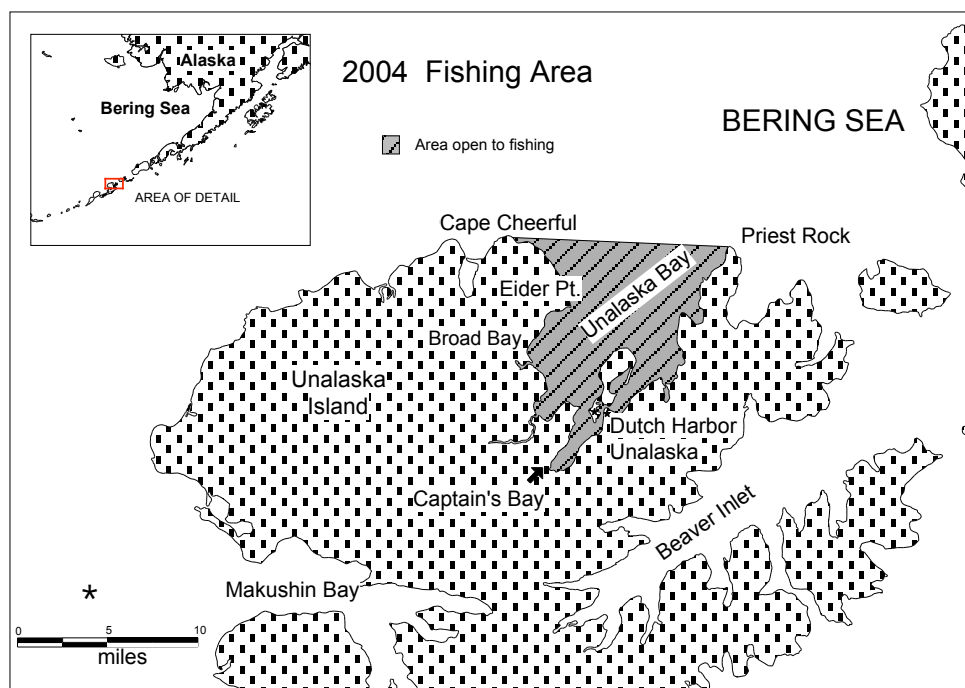 Alaska
Bering Sea
AREA OF DETAIL
2004 Fishing Area
BERING SEA
Area open to fishing
Cape Cheerful
Priest Rock
Unalaska Bay
Eider Pt.
Broad Bay
Unalaska
Island
Dutch Harbor
Unalaska
Captain's Bay
Beaver Inlet
Makushin Bay
*
0 5 10
miles